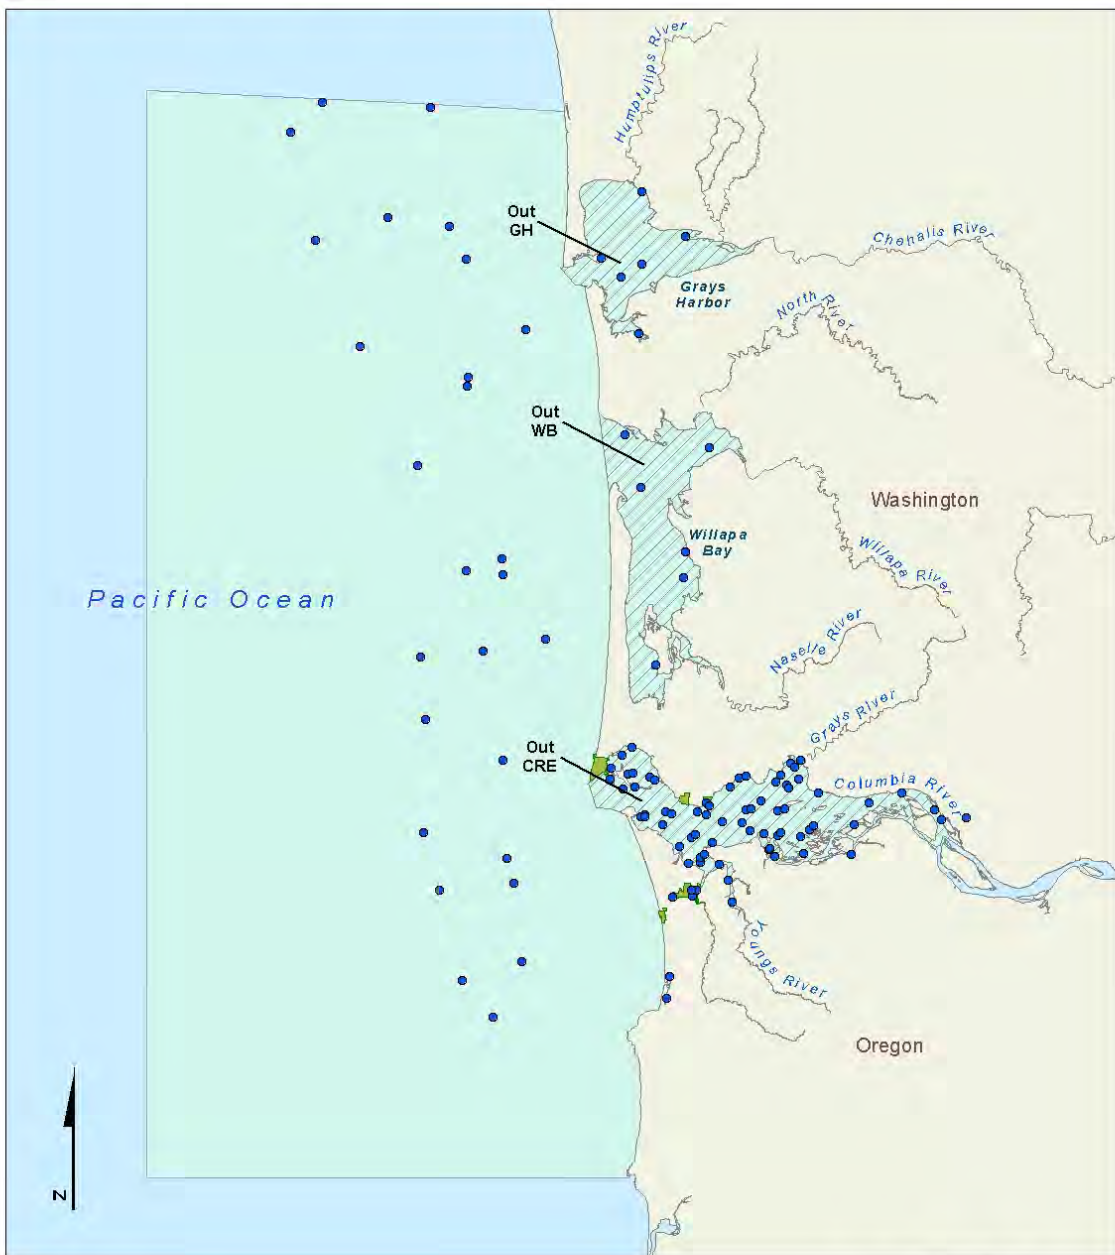 Humptulips River
Out
GH
Chehalis River
Grays
Harbor
North River
Out
WB
Washington
Willapa
Bay
Willapa River
Pacific Ocean
Naselle River
Grays River
Out
CRE
Columbia River
Youngs River
Oregon
N